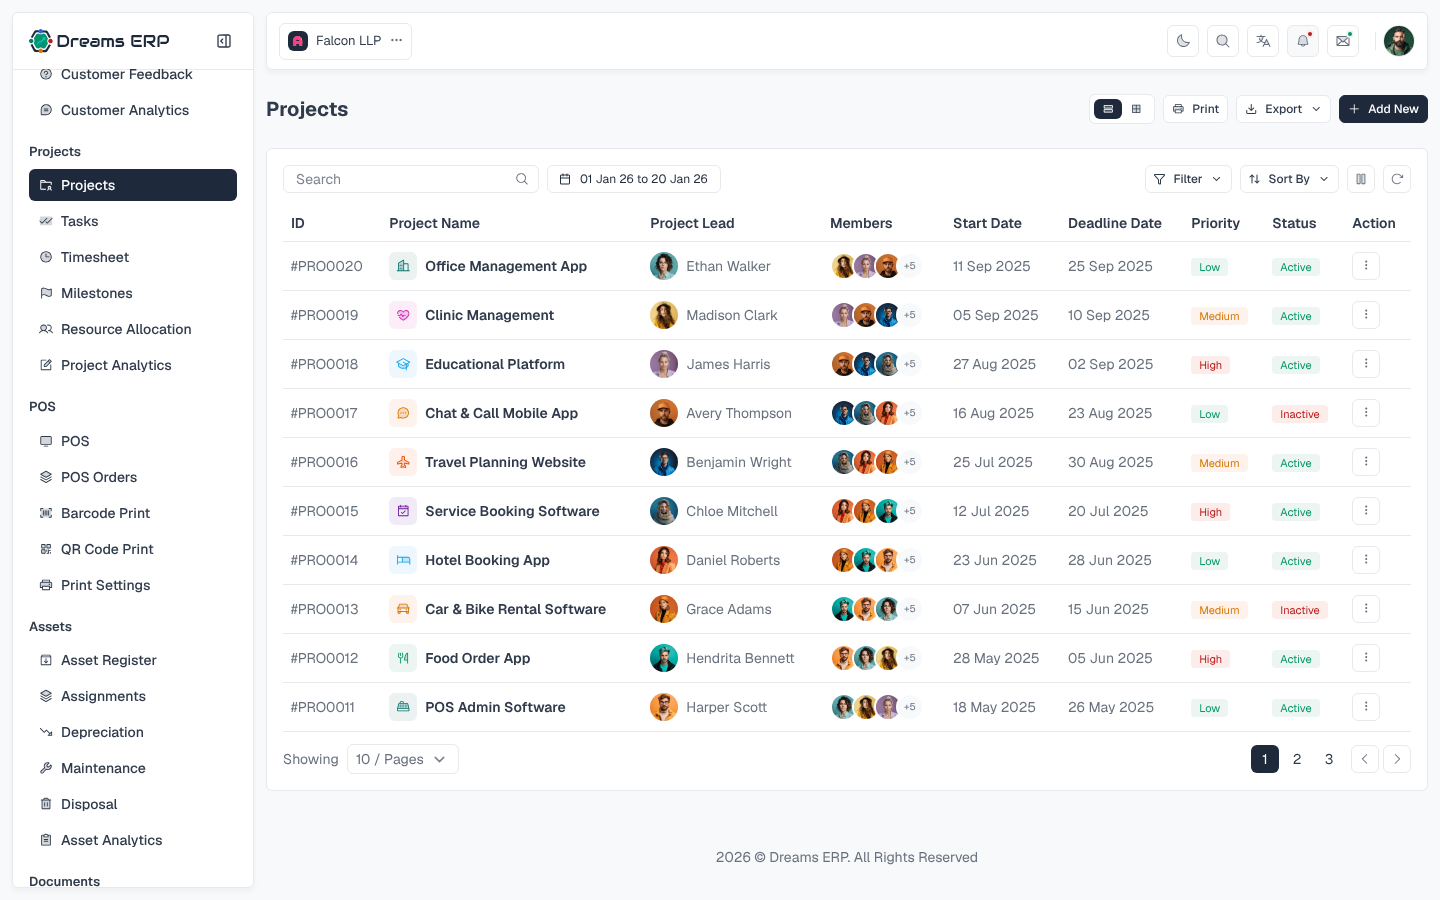 Dreams ERP
Customer Feedback
Customer Analytics
Projects
Projects
Tasks
Timesheet
Milestones
Resource Allocation
Project Analytics
POS
POS
POS Orders
Barcode Print
QR Code Print
Print Settings
Assets
Asset Register
Assignments
Depreciation
Maintenance
Disposal
Asset Analytics
Documents
Falcon LLP
Projects
Print
Export
Add New
Search
01 Jan 26 to 20 Jan 26
Filter
Sort By
ID Project Name Project Lead Members Start Date Deadline Date Priority Status Action
#PRO0020 Office Management App Ethan Walker +5 11 Sep 2025 25 Sep 2025 Low Active
#PRO0019 Clinic Management Madison Clark +5 05 Sep 2025 10 Sep 2025 Medium Active
#PRO0018 Educational Platform James Harris +5 27 Aug 2025 02 Sep 2025 High Active
#PRO0017 Chat & Call Mobile App Avery Thompson +5 16 Aug 2025 23 Aug 2025 Low Inactive
#PRO0016 Travel Planning Website Benjamin Wright +5 25 Jul 2025 30 Aug 2025 Medium Active
#PRO0015 Service Booking Software Chloe Mitchell +5 12 Jul 2025 20 Jul 2025 High Active
#PRO0014 Hotel Booking App Daniel Roberts +5 23 Jun 2025 28 Jun 2025 Low Active
#PRO0013 Car & Bike Rental Software Grace Adams +5 07 Jun 2025 15 Jun 2025 Medium Inactive
#PRO0012 Food Order App Hendrita Bennett +5 28 May 2025 05 Jun 2025 High Active
#PRO0011 POS Admin Software Harper Scott +5 18 May 2025 26 May 2025 Low Active
Showing 10 / Pages
1 2 3
2026 © Dreams ERP. All Rights Reserved